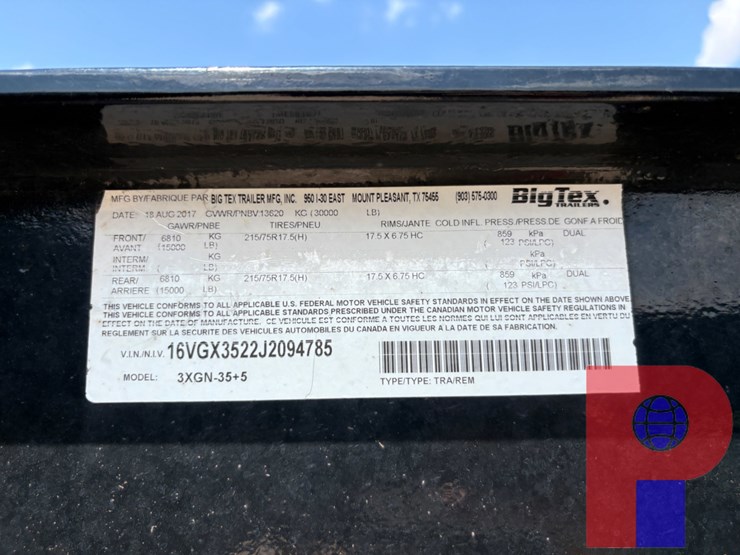 MFG BY/FABRIQUE PAR BIG TEX TRAILER MFG, INC. 950 I-30 EAST MOUNT PLEASANT, TX 75455 (903) 575-0300 BigTex. TRAILERS
DATE: 18 AUG 2017 GVWR/PNBV:13620 KG (30000 LB)
GAWR/PNBE TIRES/PNEU RIMS/JANTE COLD INFL. PRESS/PRESS.DE GONFA FROID
FRONT/ 6810 KG 215/75R17.5(H) 17.5 X 6.75 HC 859 kPa DUAL
AVANT (15000 LB) ( 123 PSI/LPC)
INTERM/ KG kPa
INTERM ( LB) ( PSI/LPC)
REAR/ 6810 KG 215/75R17.5(H) 17.5 X 6.75 HC 859 kPa DUAL
ARRIERE (15000 LB) ( 123 PSI/LPC)
THIS VEHICLE CONFORMS TO ALL APPLICABLE U.S. FEDERAL MOTOR VEHICLE SAFETY STANDARDS IN EFFECT ON THE DATE SHOWN ABOVE.
THIS VEHICLE CONFORMS TO ALL APPLICABLE STANDARDS PRESCRIBED UNDER THE CANADIAN MOTOR VEHICLE SAFETY REGULATIONS IN
EFFECT ON THE DATE OF MANUFACTURE. CE VEHICULE EST CONFORME A TOUTES LES NORMES QUI LUI SONT APPLICABLES EN VERTU DU
REGLEMENT SUR LA SECURITE DES VEHICULES AUTOMOBILES DU CANADA EN VIGUEUR A LA DATE DE SA FABRICATION.
V.I.N./N.I.V. 16VGX3522J2094785
MODEL: 3XGN-35+5 TYPE/TYPE: TRA/REM
P